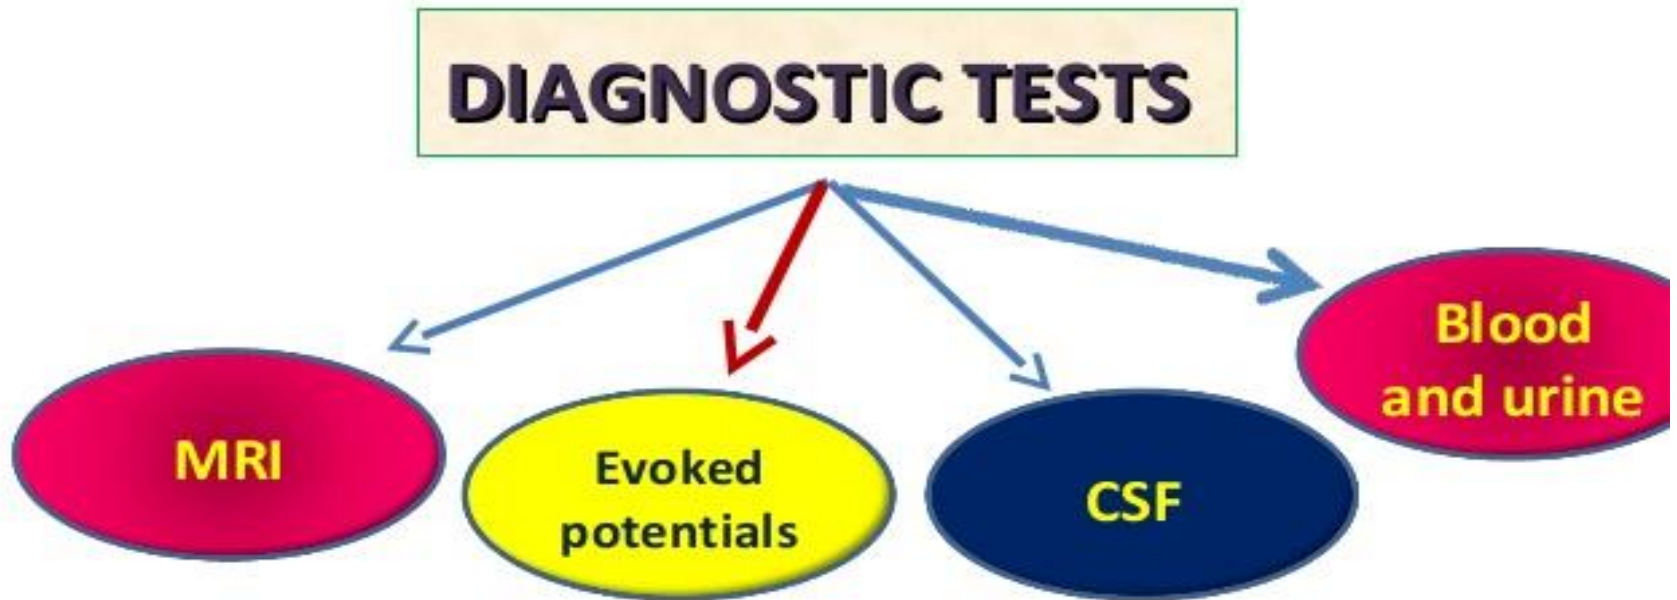 DIAGNOSTIC TESTS
MRI
Evoked
potentials
CSF
Blood
and urine